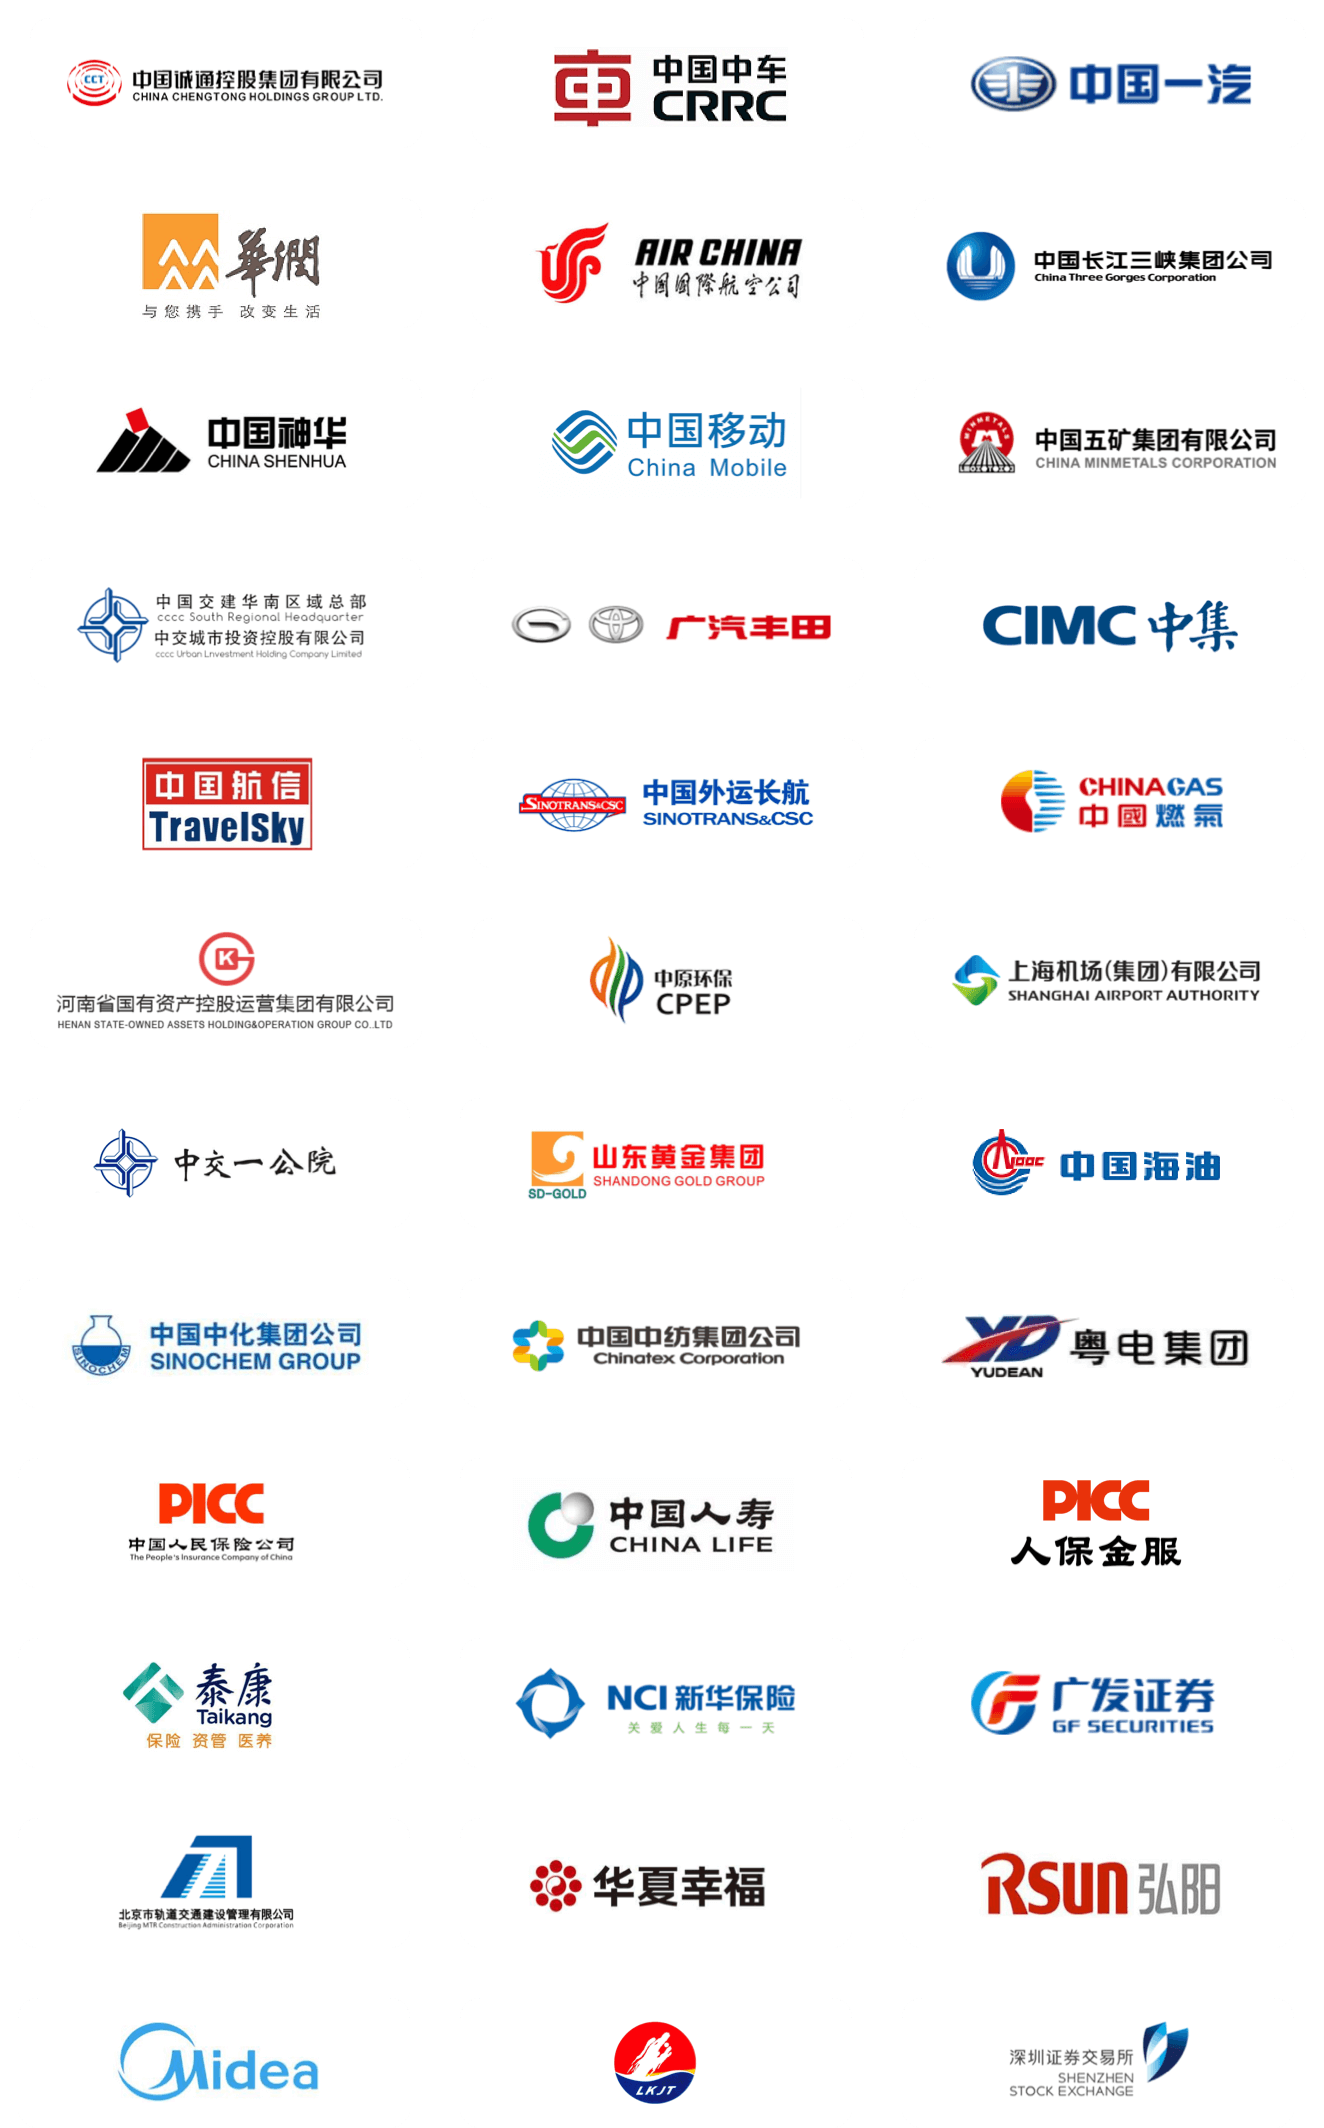 CCT
中国诚通控股集团有限公司
CHINA CHENGTONG HOLDINGS GROUP LTD.
車
中国中车
CRRC
中国一汽
華潤
与您携手 改变生活
AIR CHINA
中国国際航空公司
中国长江三峡集团公司
China Three Gorges Corporation
中国神华
CHINA SHENHUA
中国移动
China Mobile
MINMETALS
中国五矿集团有限公司
CHINA MINMETALS CORPORATION
中国交建华南区域总部
cccc South Regional Headquarter
中交城市投资控股有限公司
cccc Urban Lnvestment Holding Company Limited
广汽丰田
CIMC 中集
中国航信
TravelSky
SINOTRANS&CSC
中国外运长航
SINOTRANS&CSC
CHINAGAS
中國燃氣
K
河南省国有资产控股运营集团有限公司
HENAN STATE-OWNED ASSETS HOLDING&OPERATION GROUP CO.,LTD
中原环保
CPEP
上海机场(集团)有限公司
SHANGHAI AIRPORT AUTHORITY
中交一公院
SD-GOLD
山东黄金集团
SHANDONG GOLD GROUP
CNOOC
中国海油
SINOCHEM
中国中化集团公司
SINOCHEM GROUP
中国中纺集团公司
Chinatex Corporation
YD
YUDEAN
粤电集团
PICC
中国人民保险公司
The People's Insurance Company of China
中国人寿
CHINA LIFE
PICC
人保金服
泰康
Taikang
保险 资管 医养
NCI 新华保险
关爱人生每一天
广发证券
GF SECURITIES
北京市轨道交通建设管理有限公司
Beijing MTR Construction Administration Corporation
华夏幸福
Rsun 弘阳
Midea
LKJT
深圳证券交易所
SHENZHEN
STOCK EXCHANGE